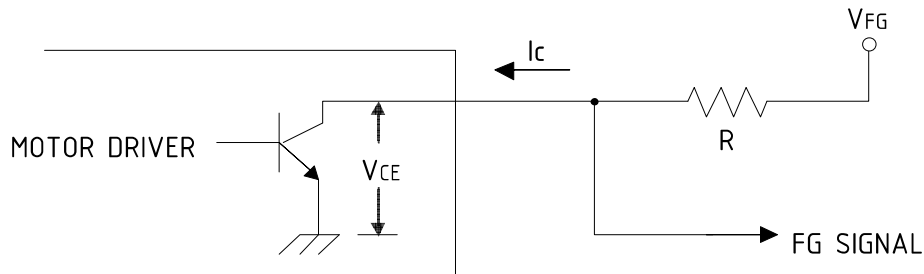 VFG
Ic
R
MOTOR DRIVER
VCE
FG SIGNAL